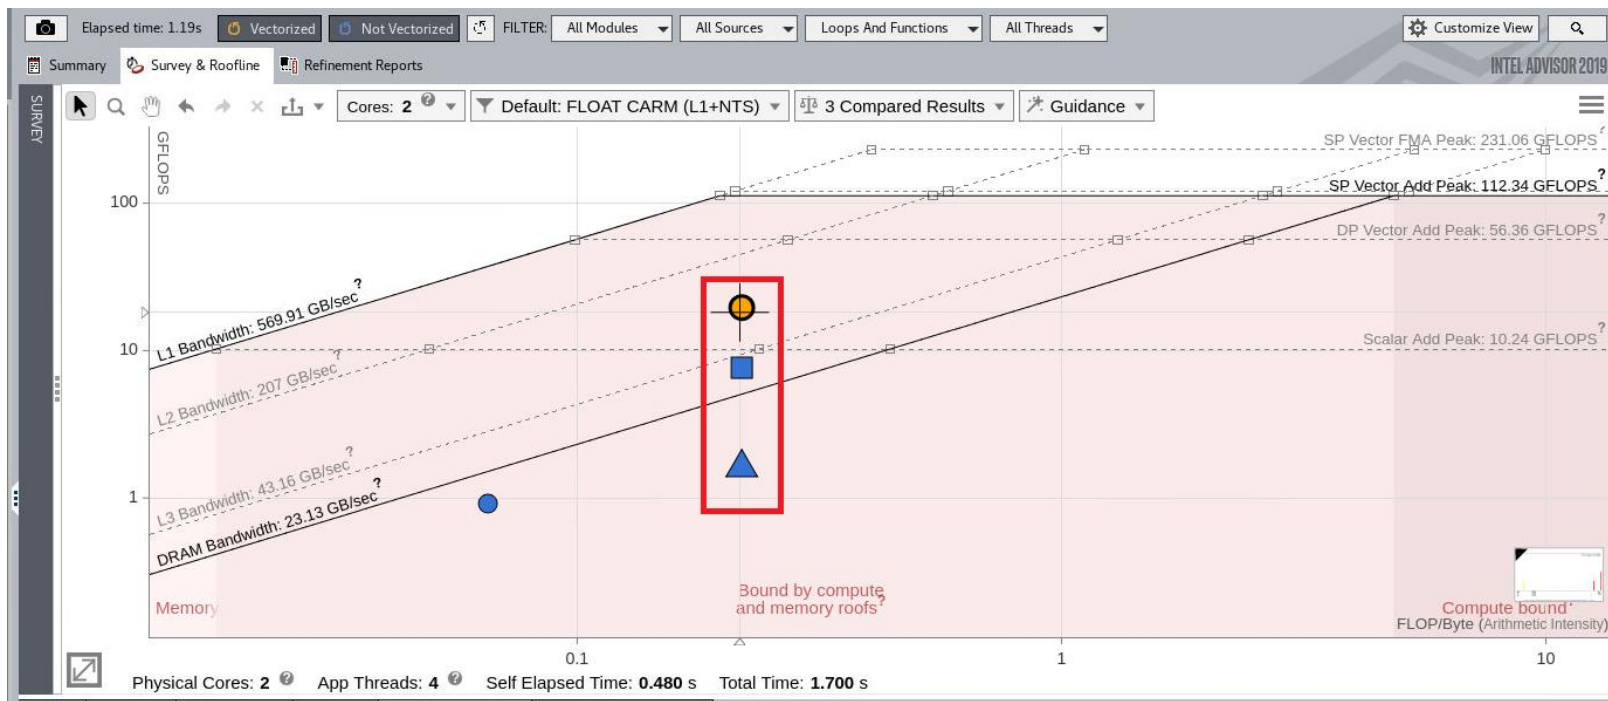 Elapsed time: 1.19s Vectorized Not Vectorized FILTER: All Modules All Sources Loops And Functions All Threads Customize View
Summary Survey & Roofline Refinement Reports INTEL ADVISOR 2019
SURVEY
Cores: 2 ? Default: FLOAT CARM (L1+NTS) 3 Compared Results Guidance
GFLOPS
SP Vector FMA Peak: 231.06 GFLOPS ?
SP Vector Add Peak: 112.34 GFLOPS ?
100
DP Vector Add Peak: 56.36 GFLOPS ?
L1 Bandwidth: 569.91 GB/sec ?
10
Scalar Add Peak: 10.24 GFLOPS ?
L2 Bandwidth: 207 GB/sec ?
L3 Bandwidth: 43.16 GB/sec ?
1
DRAM Bandwidth: 23.13 GB/sec ?
Memory
Bound by compute
and memory roofs ?
Compute bound
FLOP/Byte (Arithmetic Intensity)
0.1 1 10
Physical Cores: 2 ? App Threads: 4 ? Self Elapsed Time: 0.480 s Total Time: 1.700 s